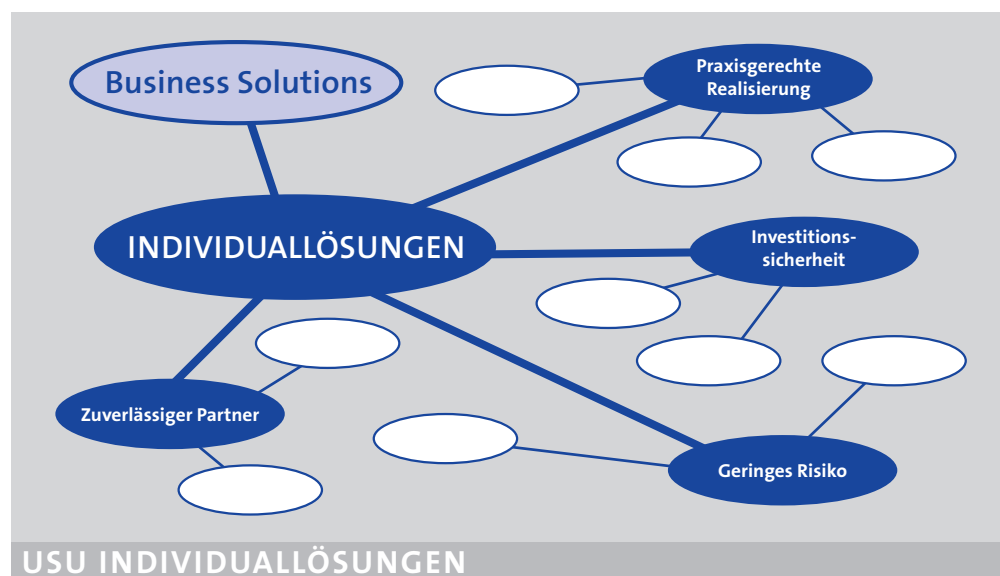 Business Solutions
Praxisgerechte
Realisierung
INDIVIDUALLÖSUNGEN
Investitions-
sicherheit
Zuverlässiger Partner
Geringes Risiko
USU INDIVIDUALLÖSUNGEN